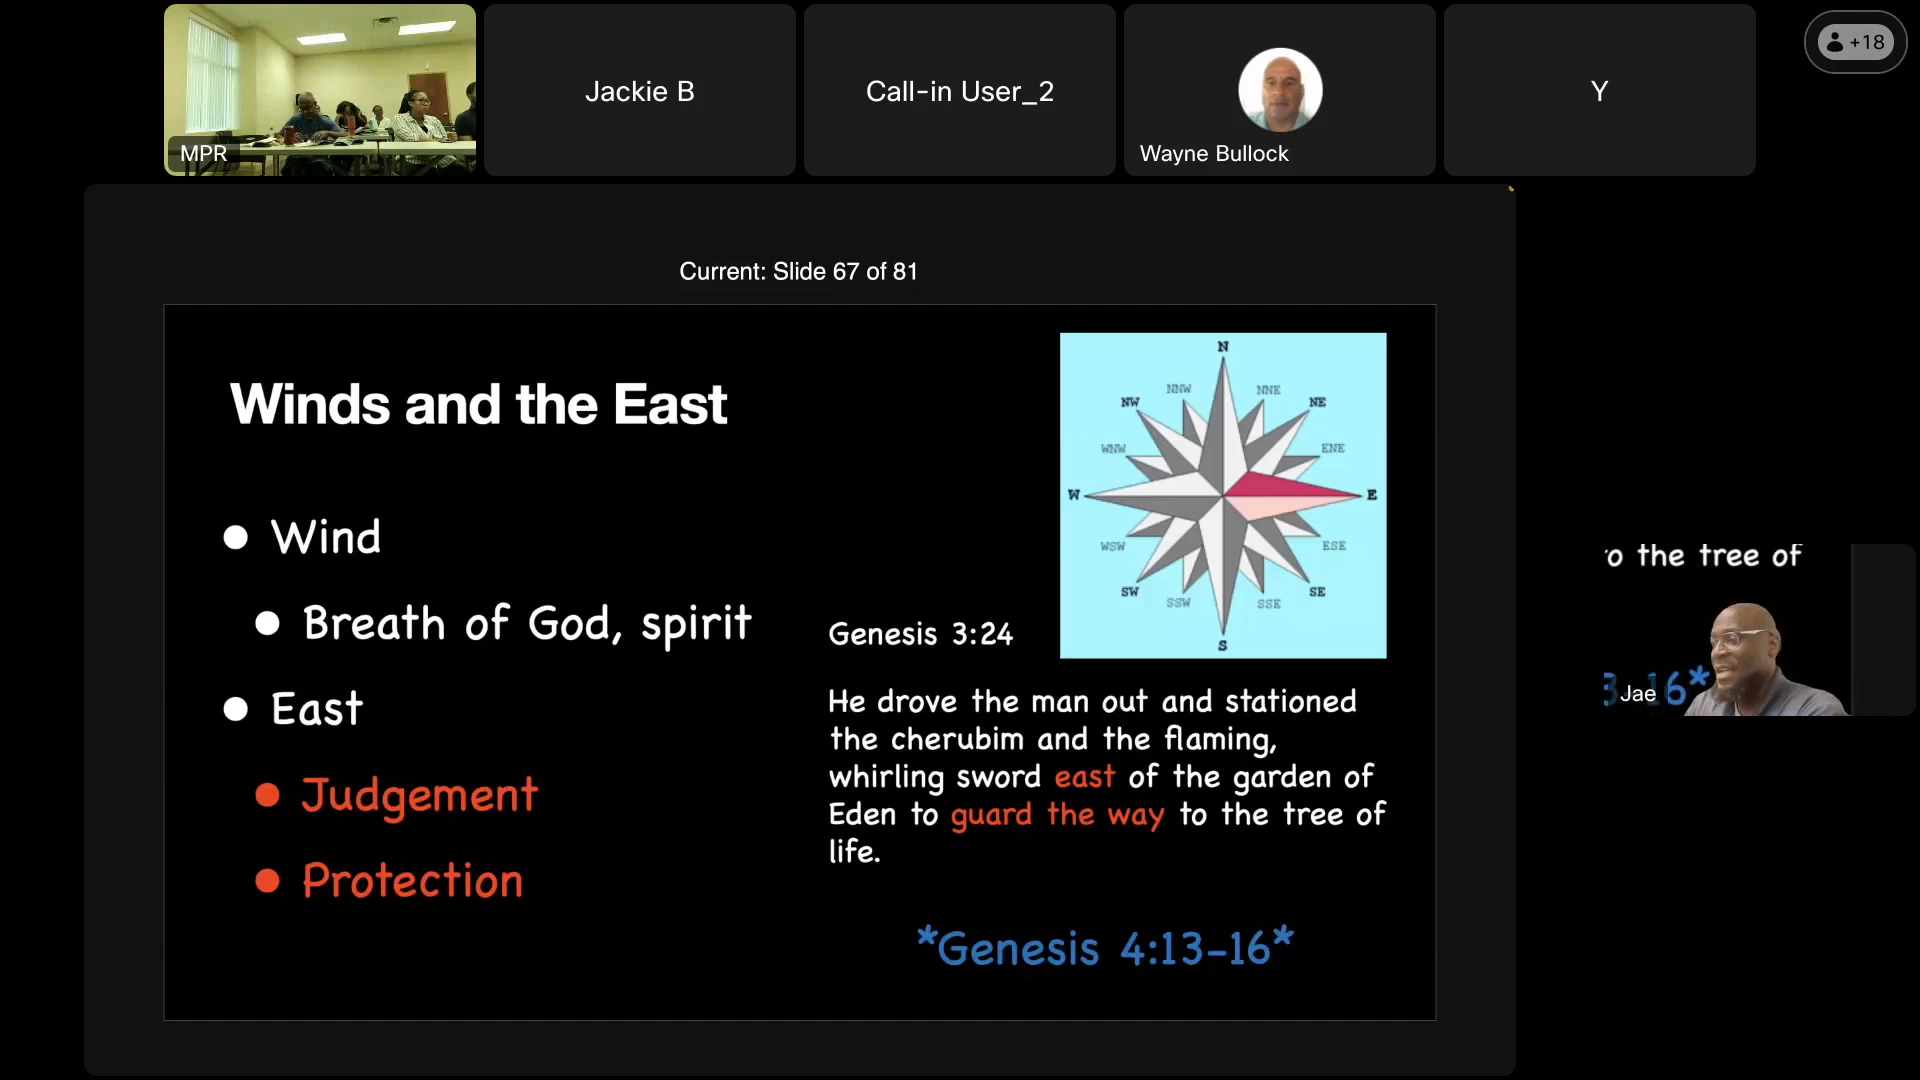 MPR
Jackie B
Call-in User_2
Wayne Bullock
Y
+18
Current: Slide 67 of 81
Winds and the East
Wind
Breath of God, spirit
East
Judgement
Protection
N
NNW
NNE
NW
NE
WNW
ENE
W
E
WSW
ESE
SW
SE
SSW
SSE
S
Genesis 3:24
He drove the man out and stationed
the cherubim and the flaming,
whirling sword east of the garden of
Eden to guard the way to the tree of
life.
*Genesis 4:13-16*
o the tree of
Jae
16*